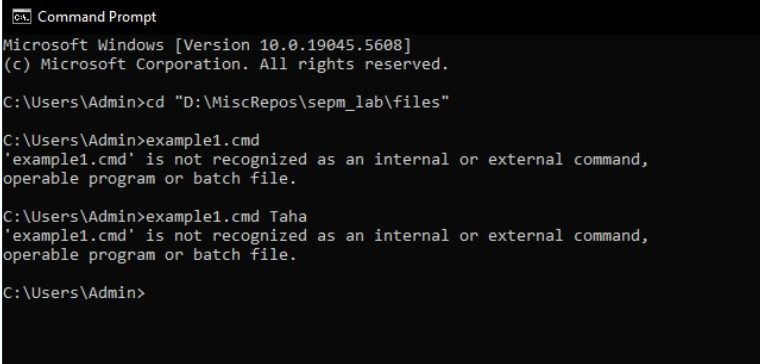 Command Prompt
Microsoft Windows [Version 10.0.19045.5608]
(c) Microsoft Corporation. All rights reserved.
C:\Users\Admin>cd "D:\MiscRepos\sepm_lab\files"
C:\Users\Admin>example1.cmd
'example1.cmd' is not recognized as an internal or external command,
operable program or batch file.
C:\Users\Admin>example1.cmd Taha
'example1.cmd' is not recognized as an internal or external command,
operable program or batch file.
C:\Users\Admin>